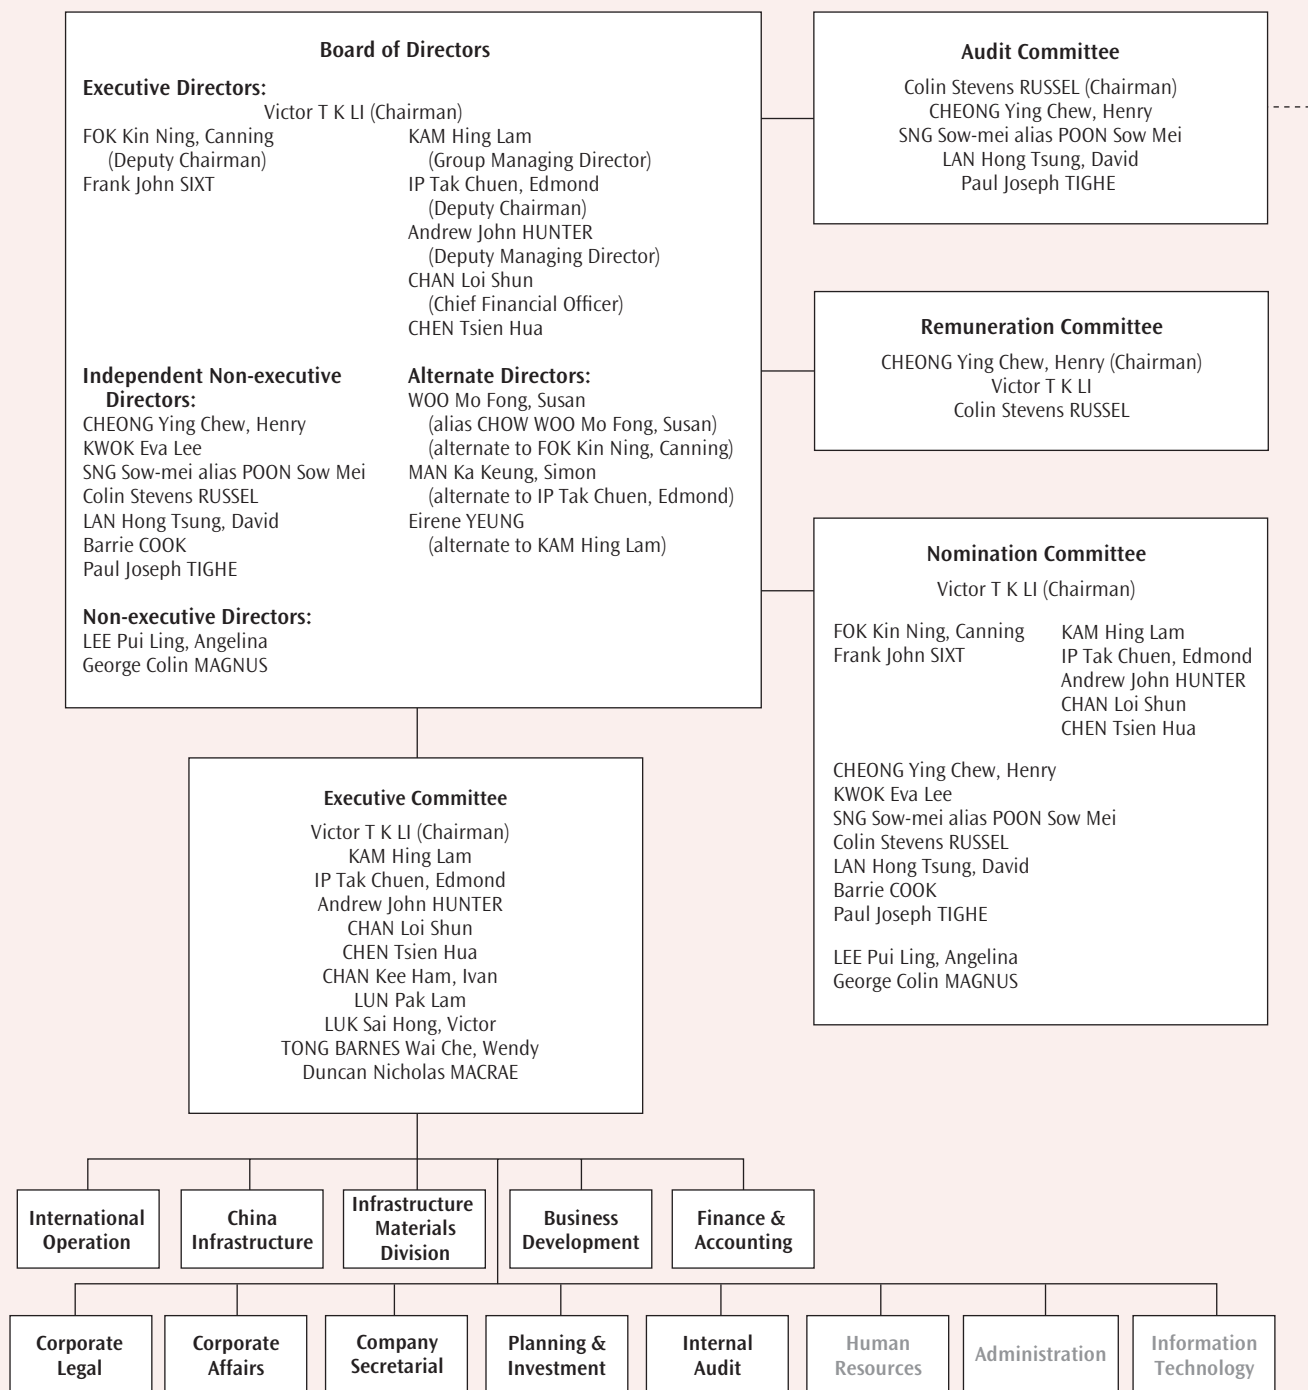 Board of Directors
Executive Directors:
Victor T K LI (Chairman)
FOK Kin Ning, Canning
(Deputy Chairman)
Frank John SIXT
KAM Hing Lam
(Group Managing Director)
IP Tak Chuen, Edmond
(Deputy Chairman)
Andrew John HUNTER
(Deputy Managing Director)
CHAN Loi Shun
(Chief Financial Officer)
CHEN Tsien Hua
Independent Non-executive
Directors:
CHEONG Ying Chew, Henry
KWOK Eva Lee
SNG Sow-mei alias POON Sow Mei
Colin Stevens RUSSEL
LAN Hong Tsung, David
Barrie COOK
Paul Joseph TIGHE
Alternate Directors:
WOO Mo Fong, Susan
(alias CHOW WOO Mo Fong, Susan)
(alternate to FOK Kin Ning, Canning)
MAN Ka Keung, Simon
(alternate to IP Tak Chuen, Edmond)
Eirene YEUNG
(alternate to KAM Hing Lam)
Non-executive Directors:
LEE Pui Ling, Angelina
George Colin MAGNUS
Audit Committee
Colin Stevens RUSSEL (Chairman)
CHEONG Ying Chew, Henry
SNG Sow-mei alias POON Sow Mei
LAN Hong Tsung, David
Paul Joseph TIGHE
Remuneration Committee
CHEONG Ying Chew, Henry (Chairman)
Victor T K LI
Colin Stevens RUSSEL
Nomination Committee
Victor T K LI (Chairman)
FOK Kin Ning, Canning
Frank John SIXT
KAM Hing Lam
IP Tak Chuen, Edmond
Andrew John HUNTER
CHAN Loi Shun
CHEN Tsien Hua
CHEONG Ying Chew, Henry
KWOK Eva Lee
SNG Sow-mei alias POON Sow Mei
Colin Stevens RUSSEL
LAN Hong Tsung, David
Barrie COOK
Paul Joseph TIGHE
LEE Pui Ling, Angelina
George Colin MAGNUS
Executive Committee
Victor T K LI (Chairman)
KAM Hing Lam
IP Tak Chuen, Edmond
Andrew John HUNTER
CHAN Loi Shun
CHEN Tsien Hua
CHAN Kee Ham, Ivan
LUN Pak Lam
LUK Sai Hong, Victor
TONG BARNES Wai Che, Wendy
Duncan Nicholas MACRAE
International
Operation
China
Infrastructure
Infrastructure
Materials
Division
Business
Development
Finance &
Accounting
Corporate
Legal
Corporate
Affairs
Company
Secretarial
Planning &
Investment
Internal
Audit
Human
Resources
Administration
Information
Technology